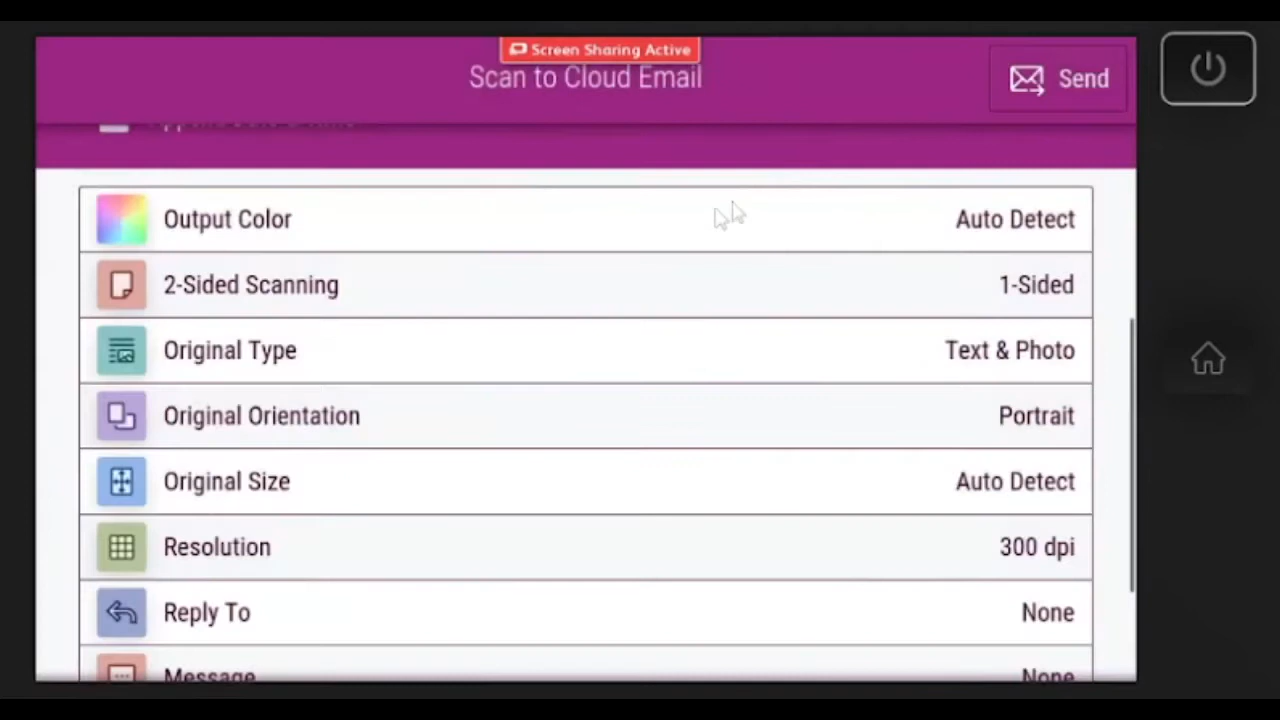 Screen Sharing Active
Scan to Cloud Email
Send
Output Color Auto Detect
2-Sided Scanning 1-Sided
Original Type Text & Photo
Original Orientation Portrait
Original Size Auto Detect
Resolution 300 dpi
Reply To None
Message None